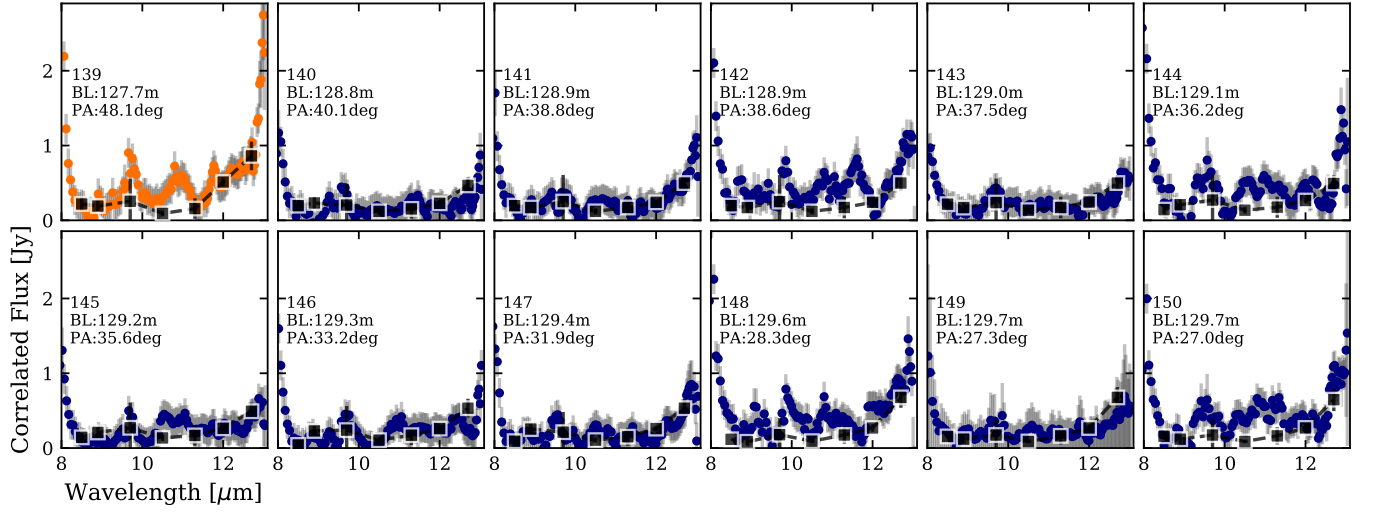 2
1
0
139
BL:127.7m
PA:48.1deg
140
BL:128.8m
PA:40.1deg
141
BL:128.9m
PA:38.8deg
142
BL:128.9m
PA:38.6deg
143
BL:129.0m
PA:37.5deg
144
BL:129.1m
PA:36.2deg
Correlated Flux [Jy]
2
1
0
145
BL:129.2m
PA:35.6deg
146
BL:129.3m
PA:33.2deg
147
BL:129.4m
PA:31.9deg
148
BL:129.6m
PA:28.3deg
149
BL:129.7m
PA:27.3deg
150
BL:129.7m
PA:27.0deg
8 10 12 8 10 12 8 10 12 8 10 12 8 10 12 8 10 12
Wavelength [μm]